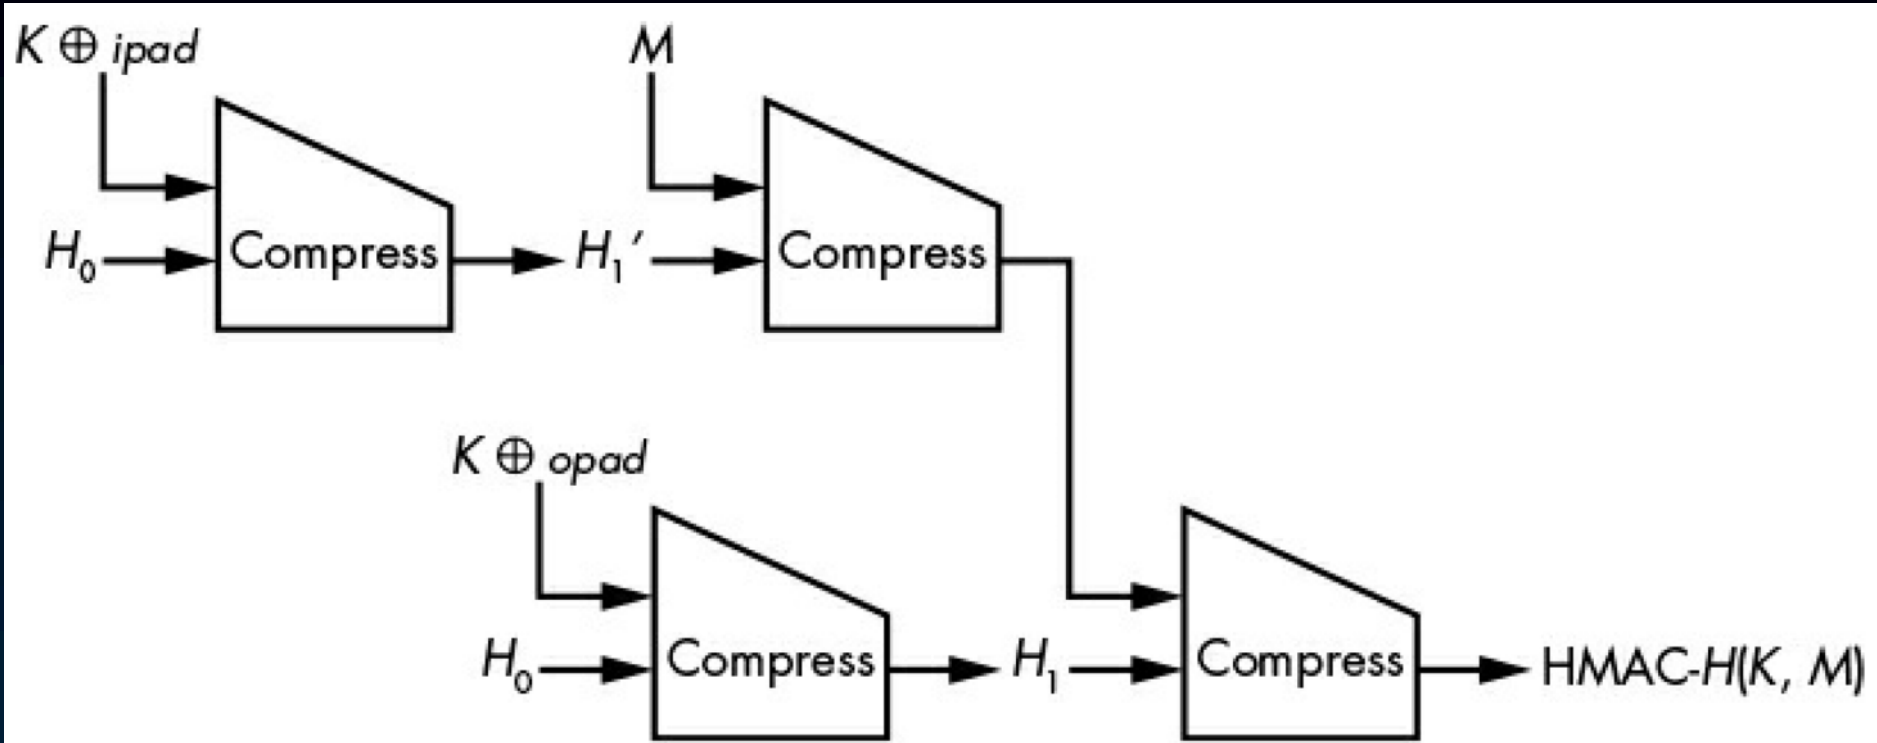 K ⊕ ipad
M
H₀
Compress
H₁′
Compress
K ⊕ opad
H₀
Compress
H₁
Compress
HMAC-H(K, M)